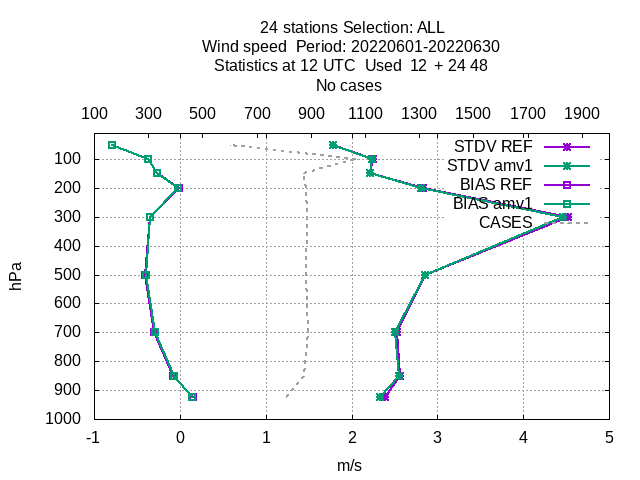 24 stations Selection: ALL
Wind speed  Period: 20220601-20220630
Statistics at 12 UTC  Used  12  + 24 48
No cases
100 300 500 700 900 1100 1300 1500 1700 1900
STDV REF
STDV amv1
BIAS REF
BIAS amv1
CASES
hPa
100
200
300
400
500
600
700
800
900
1000
-1 0 1 2 3 4 5
m/s